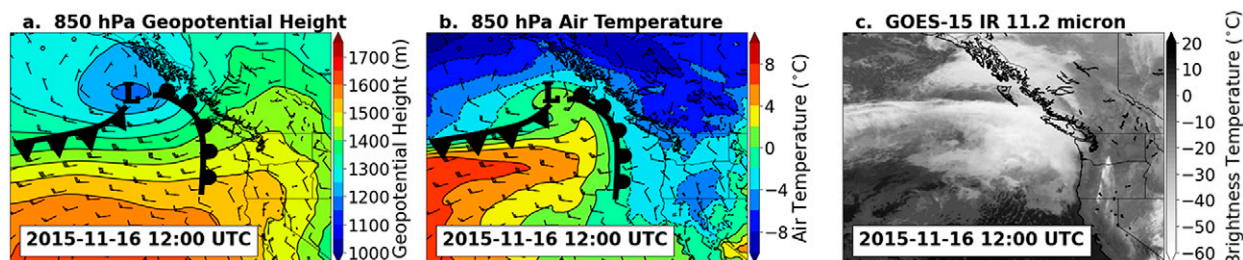 a. 850 hPa Geopotential Height
L
2015-11-16 12:00 UTC
1700
1600
1500
1400
1300
1200
1100
1000
Geopotential Height (m)
b. 850 hPa Air Temperature
L
2015-11-16 12:00 UTC
8
4
0
−4
−8
Air Temperature (°C)
c. GOES-15 IR 11.2 micron
2015-11-16 12:00 UTC
20
10
0
−10
−20
−30
−40
−50
−60
Brightness Temperature (°C)